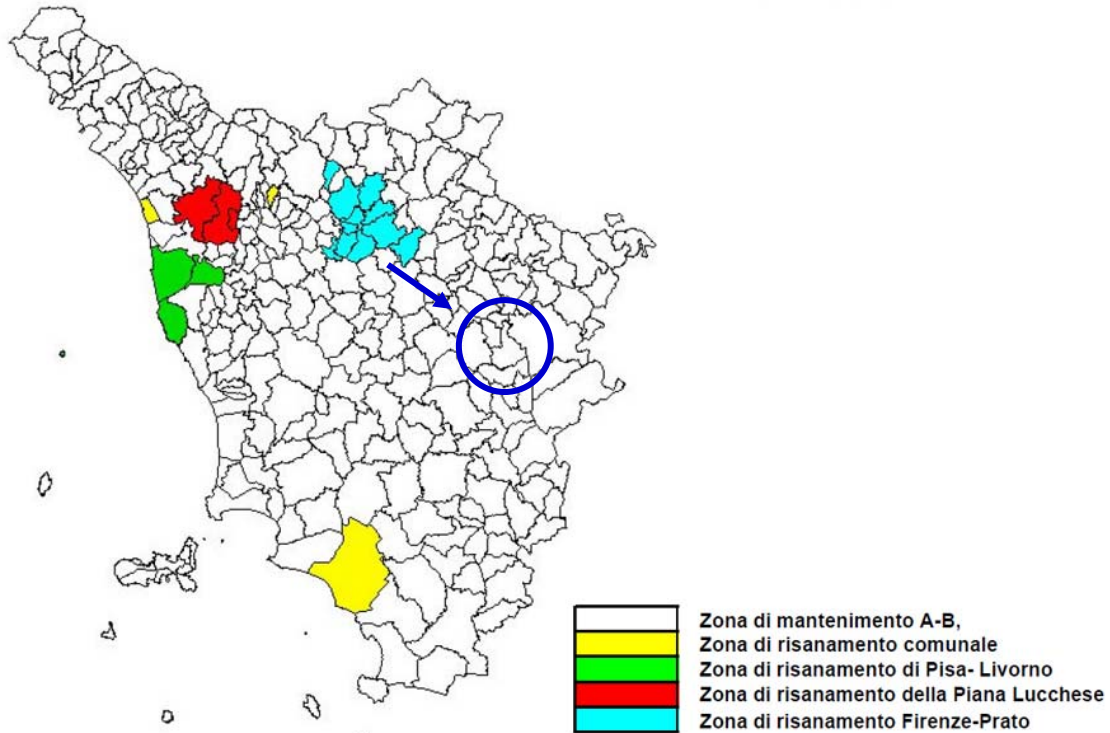 Zona di mantenimento A-B,
Zona di risanamento comunale
Zona di risanamento di Pisa- Livorno
Zona di risanamento della Piana Lucchese
Zona di risanamento Firenze-Prato